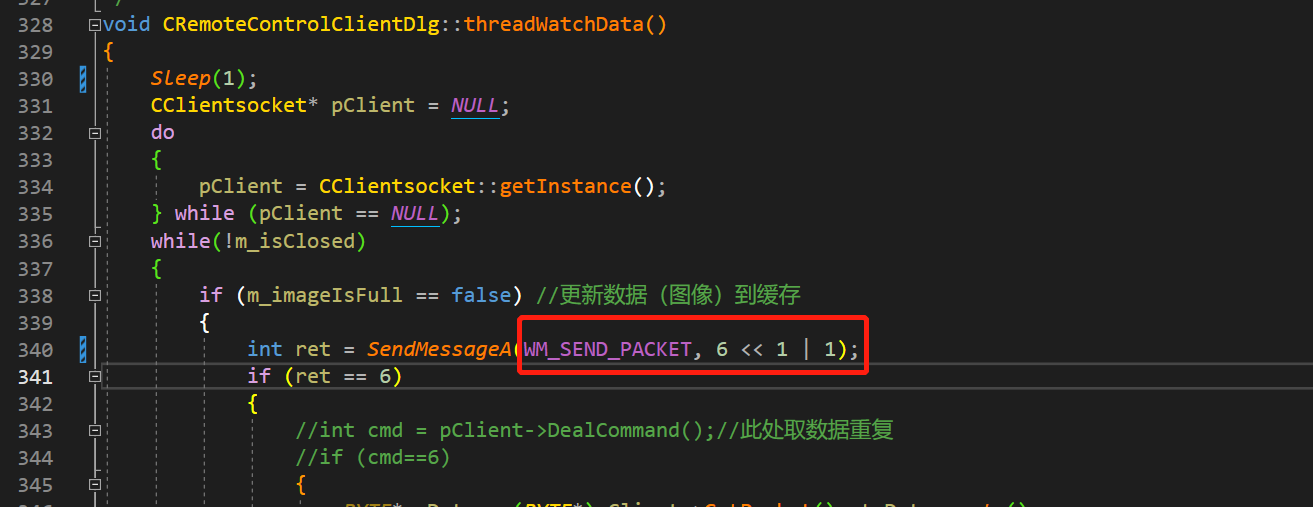 328 void CRemoteControlClientDlg::threadWatchData()
329 {
330 Sleep(1);
331 CClientsocket* pClient = NULL;
332 do
333 {
334 pClient = CClientsocket::getInstance();
335 } while (pClient == NULL);
336 while(!m_isClosed)
337 {
338 if (m_imageIsFull == false) //更新数据（图像）到缓存
339 {
340 int ret = SendMessageA(WM_SEND_PACKET, 6 << 1 | 1);
341 if (ret == 6)
342 {
343 //int cmd = pClient->DealCommand();//此处取数据重复
344 //if (cmd==6)
345 {